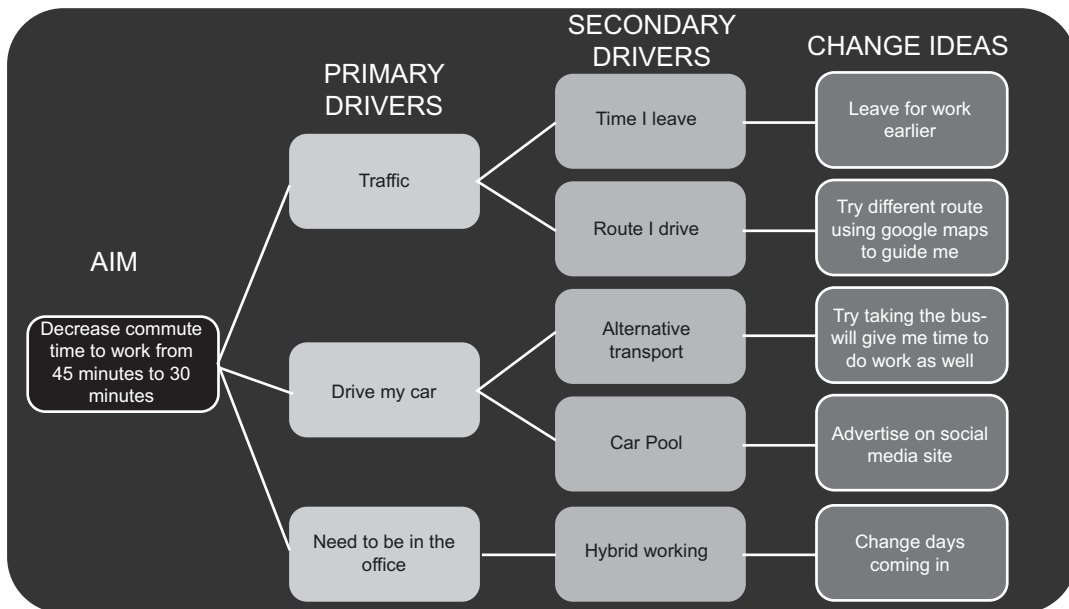 AIM
Decrease commute
time to work from
45 minutes to 30
minutes
PRIMARY
DRIVERS
Traffic
Drive my car
Need to be in the
office
SECONDARY
DRIVERS
Time I leave
Route I drive
Alternative
transport
Car Pool
Hybrid working
CHANGE IDEAS
Leave for work
earlier
Try different route
using google maps
to guide me
Try taking the bus-
will give me time to
do work as well
Advertise on social
media site
Change days
coming in